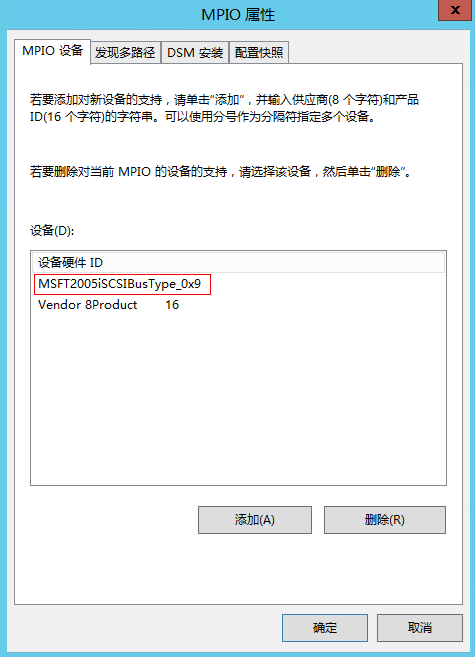 MPIO 属性
x
MPIO 设备 发现多路径 DSM 安装 配置快照
若要添加对新设备的支持，请单击“添加”，并输入供应商(8 个字符)和产品
ID(16 个字符)的字符串。可以使用分号作为分隔符指定多个设备。
若要删除对当前 MPIO 的设备的支持，请选择该设备，然后单击“删除”。
设备(D):
设备硬件 ID
MSFT2005iSCSIBusType_0x9
Vendor 8Product 16
添加(A) 删除(R)
确定 取消